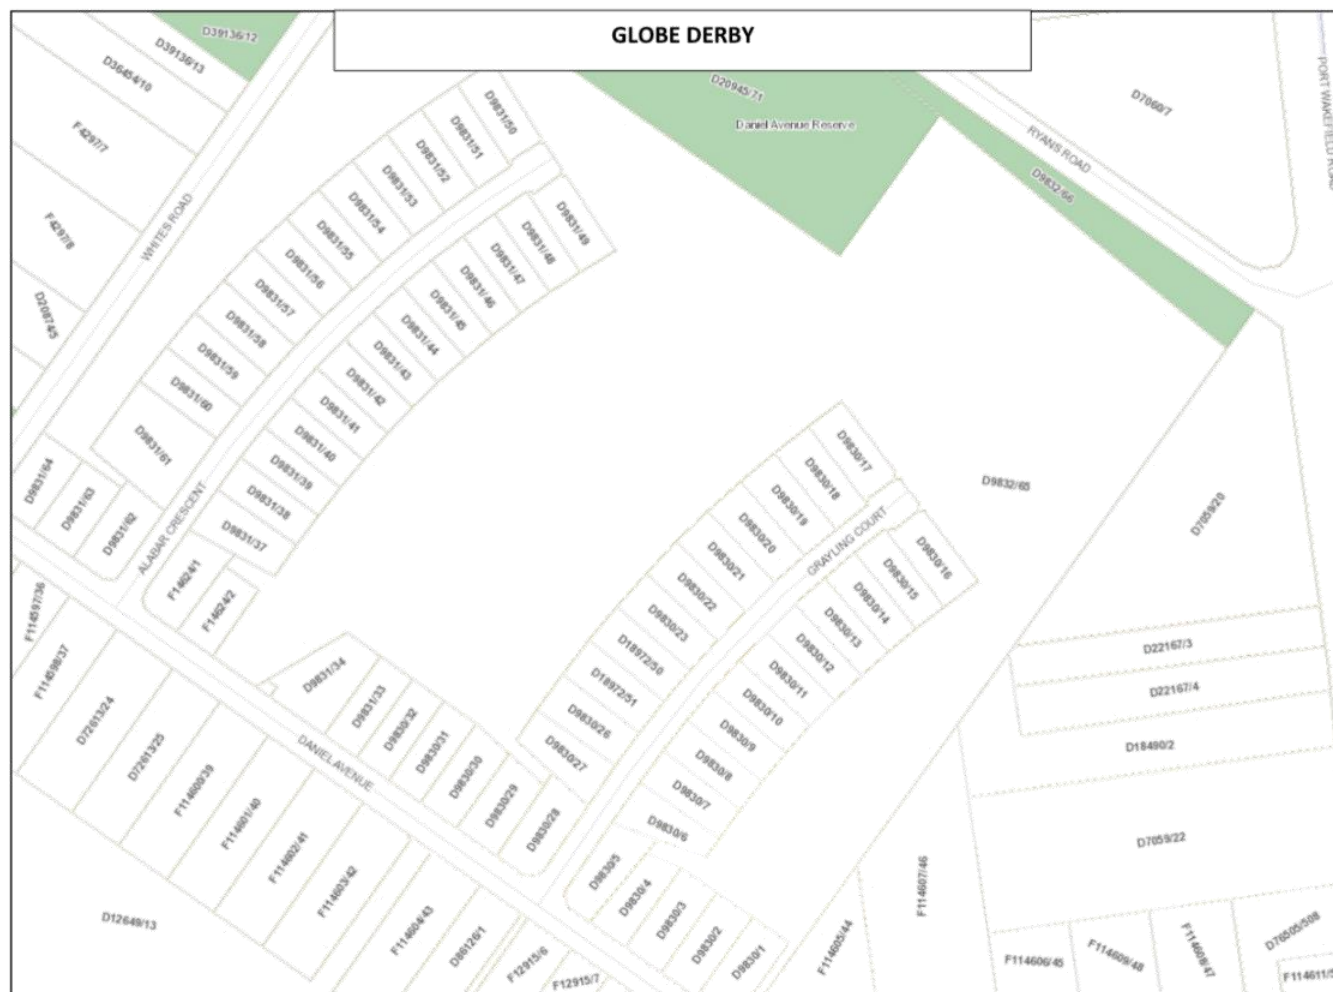 GLOBE DERBY
D39136/12
D39136/13
D36454/10
F4297/7
F4297/8
D20874/5
WHITES ROAD
D20945/71
Daniel Avenue Reserve
RYANS ROAD
D9832/66
D7060/7
PORT WAKEFIELD ROAD
D9831/50
D9831/51
D9831/52
D9831/53
D9831/54
D9831/55
D9831/56
D9831/57
D9831/58
D9831/59
D9831/60
D9831/61
D9831/49
D9831/48
D9831/47
D9831/46
D9831/45
D9831/44
D9831/43
D9831/42
D9831/41
D9831/40
D9831/39
D9831/38
D9831/37
D9831/64
D9831/63
D9831/62
ALABAR CRESCENT
F14624/1
F14624/2
D9830/17
D9830/18
D9830/19
D9830/20
D9830/21
D9830/22
D9830/23
D18972/50
D18972/51
D9830/26
D9830/27
GRAYLING COURT
D9830/16
D9830/15
D9830/14
D9830/13
D9830/12
D9830/11
D9830/10
D9830/9
D9830/8
D9830/7
D9830/6
D9832/65
D7059/20
D22167/3
D22167/4
D18490/2
D7059/22
D9831/34
D9831/33
D9830/32
D9830/31
D9830/30
D9830/29
D9830/28
DANIEL AVENUE
D9830/5
D9830/4
D9830/3
D9830/2
D9830/1
F114597/36
F114598/37
D72613/24
D72613/25
F114600/39
F114601/40
F114602/41
F114603/42
F114604/43
D86126/1
F12915/6
F12915/7
D12649/13
F114605/44
F114607/46
F114606/45
F114609/48
F114608/47
D76505/508
F114611/5